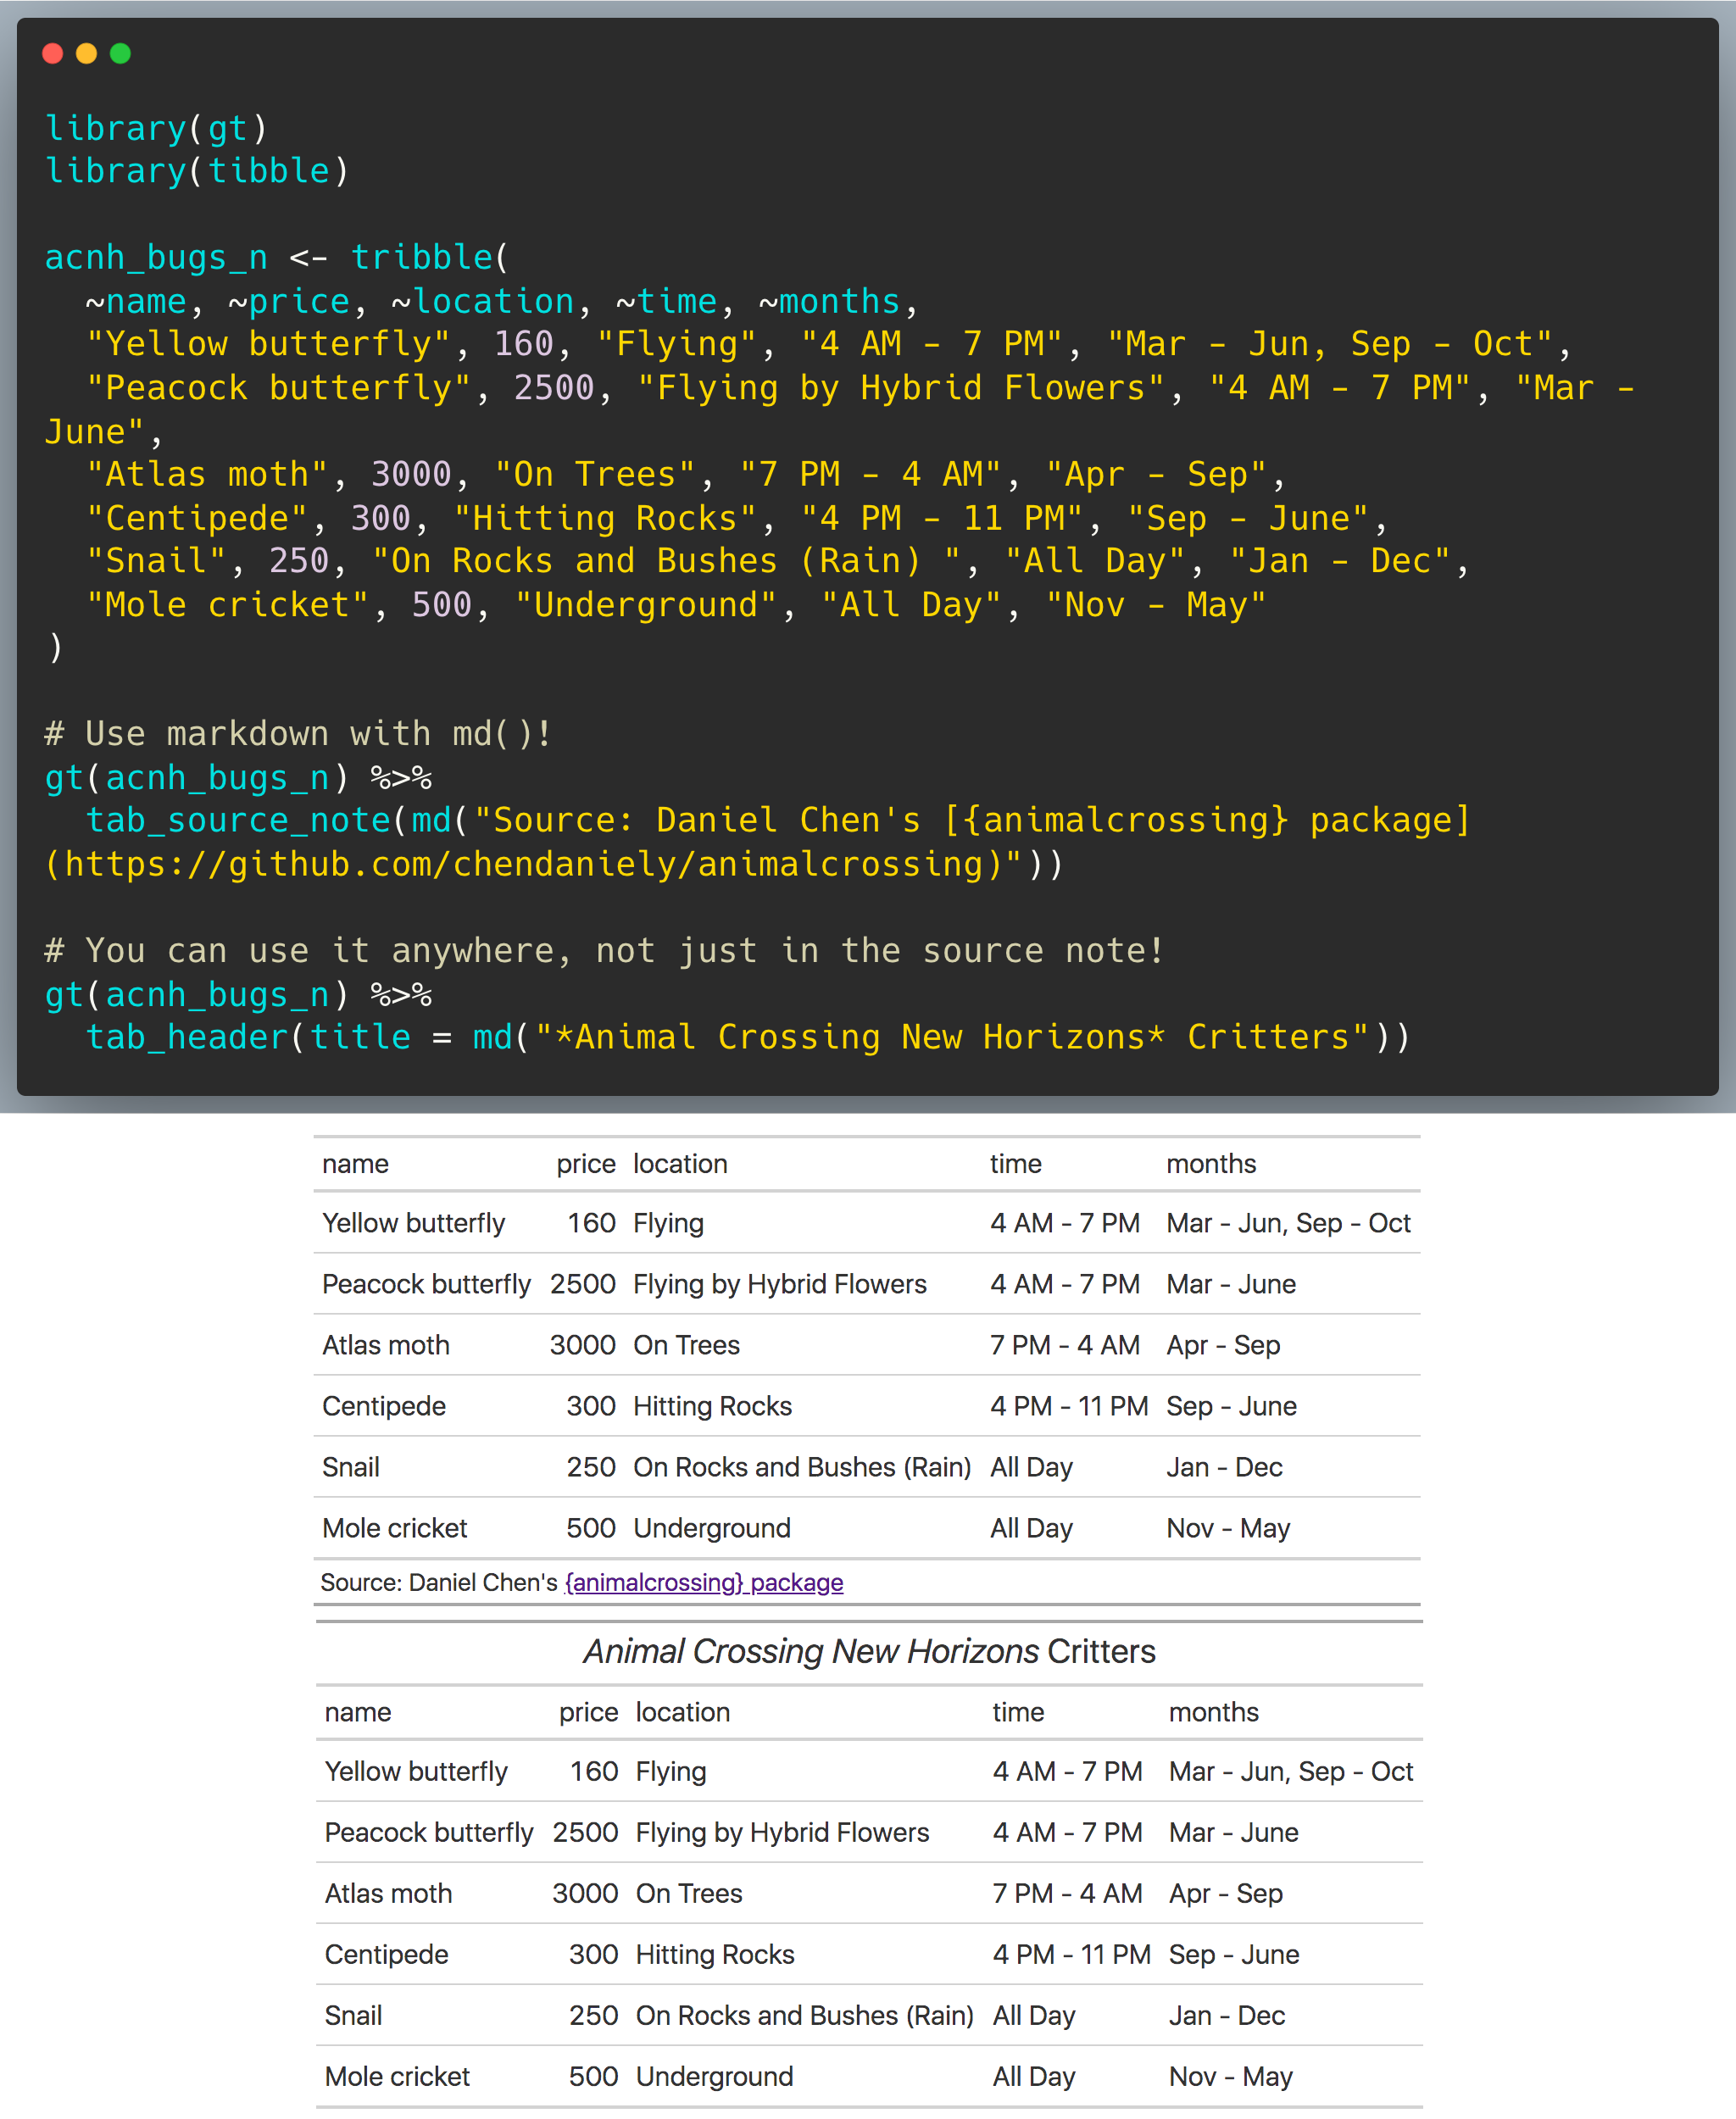 library(gt)
library(tibble)
acnh_bugs_n <- tribble(
  ~name, ~price, ~location, ~time, ~months,
  "Yellow butterfly", 160, "Flying", "4 AM - 7 PM", "Mar - Jun, Sep - Oct",
  "Peacock butterfly", 2500, "Flying by Hybrid Flowers", "4 AM - 7 PM", "Mar -
June",
  "Atlas moth", 3000, "On Trees", "7 PM - 4 AM", "Apr - Sep",
  "Centipede", 300, "Hitting Rocks", "4 PM - 11 PM", "Sep - June",
  "Snail", 250, "On Rocks and Bushes (Rain) ", "All Day", "Jan - Dec",
  "Mole cricket", 500, "Underground", "All Day", "Nov - May"
)
# Use markdown with md()!
gt(acnh_bugs_n) %>%
  tab_source_note(md("Source: Daniel Chen's [{animalcrossing} package]
(https://github.com/chendaniely/animalcrossing)"))
# You can use it anywhere, not just in the source note!
gt(acnh_bugs_n) %>%
  tab_header(title = md("*Animal Crossing New Horizons* Critters"))
name price location time months
Yellow butterfly 160 Flying 4 AM - 7 PM Mar - Jun, Sep - Oct
Peacock butterfly 2500 Flying by Hybrid Flowers 4 AM - 7 PM Mar - June
Atlas moth 3000 On Trees 7 PM - 4 AM Apr - Sep
Centipede 300 Hitting Rocks 4 PM - 11 PM Sep - June
Snail 250 On Rocks and Bushes (Rain) All Day Jan - Dec
Mole cricket 500 Underground All Day Nov - May
Source: Daniel Chen's {animalcrossing} package
Animal Crossing New Horizons Critters
name price location time months
Yellow butterfly 160 Flying 4 AM - 7 PM Mar - Jun, Sep - Oct
Peacock butterfly 2500 Flying by Hybrid Flowers 4 AM - 7 PM Mar - June
Atlas moth 3000 On Trees 7 PM - 4 AM Apr - Sep
Centipede 300 Hitting Rocks 4 PM - 11 PM Sep - June
Snail 250 On Rocks and Bushes (Rain) All Day Jan - Dec
Mole cricket 500 Underground All Day Nov - May